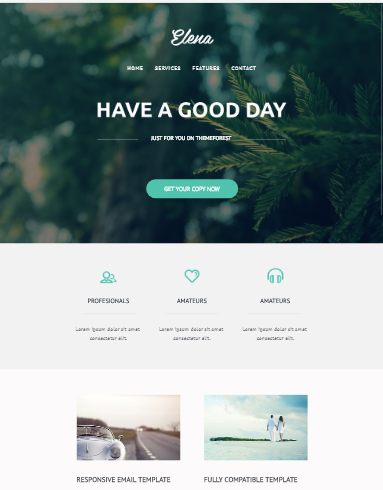 Elena
HOME SERVICES FEATURES CONTACT
HAVE A GOOD DAY
JUST FOR YOU ON THEMEFOREST
GET YOUR COPY NOW
PROFESIONALS AMATEURS AMATEURS
Lorem ipsum dolor sit amet Lorem ipsum dolor sit amet Lorem ipsum dolor sit amet
consectetur elit. consectetur elit. consectetur elit.
RESPONSIVE EMAIL TEMPLATE FULLY COMPATIBLE TEMPLATE